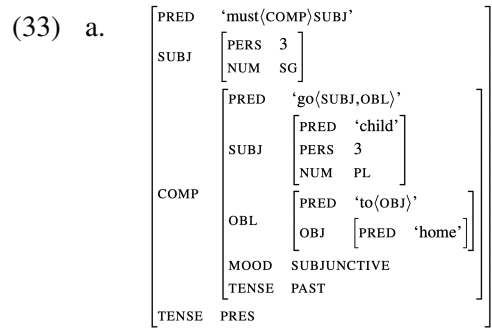 (33) a.
PRED ‘must⟨COMP⟩SUBJ’
SUBJ
PERS 3
NUM SG
COMP
PRED ‘go⟨SUBJ,OBL⟩’
SUBJ
PRED ‘child’
PERS 3
NUM PL
OBL
PRED ‘to⟨OBJ⟩’
OBJ [PRED ‘home’]
MOOD SUBJUNCTIVE
TENSE PAST
TENSE PRES